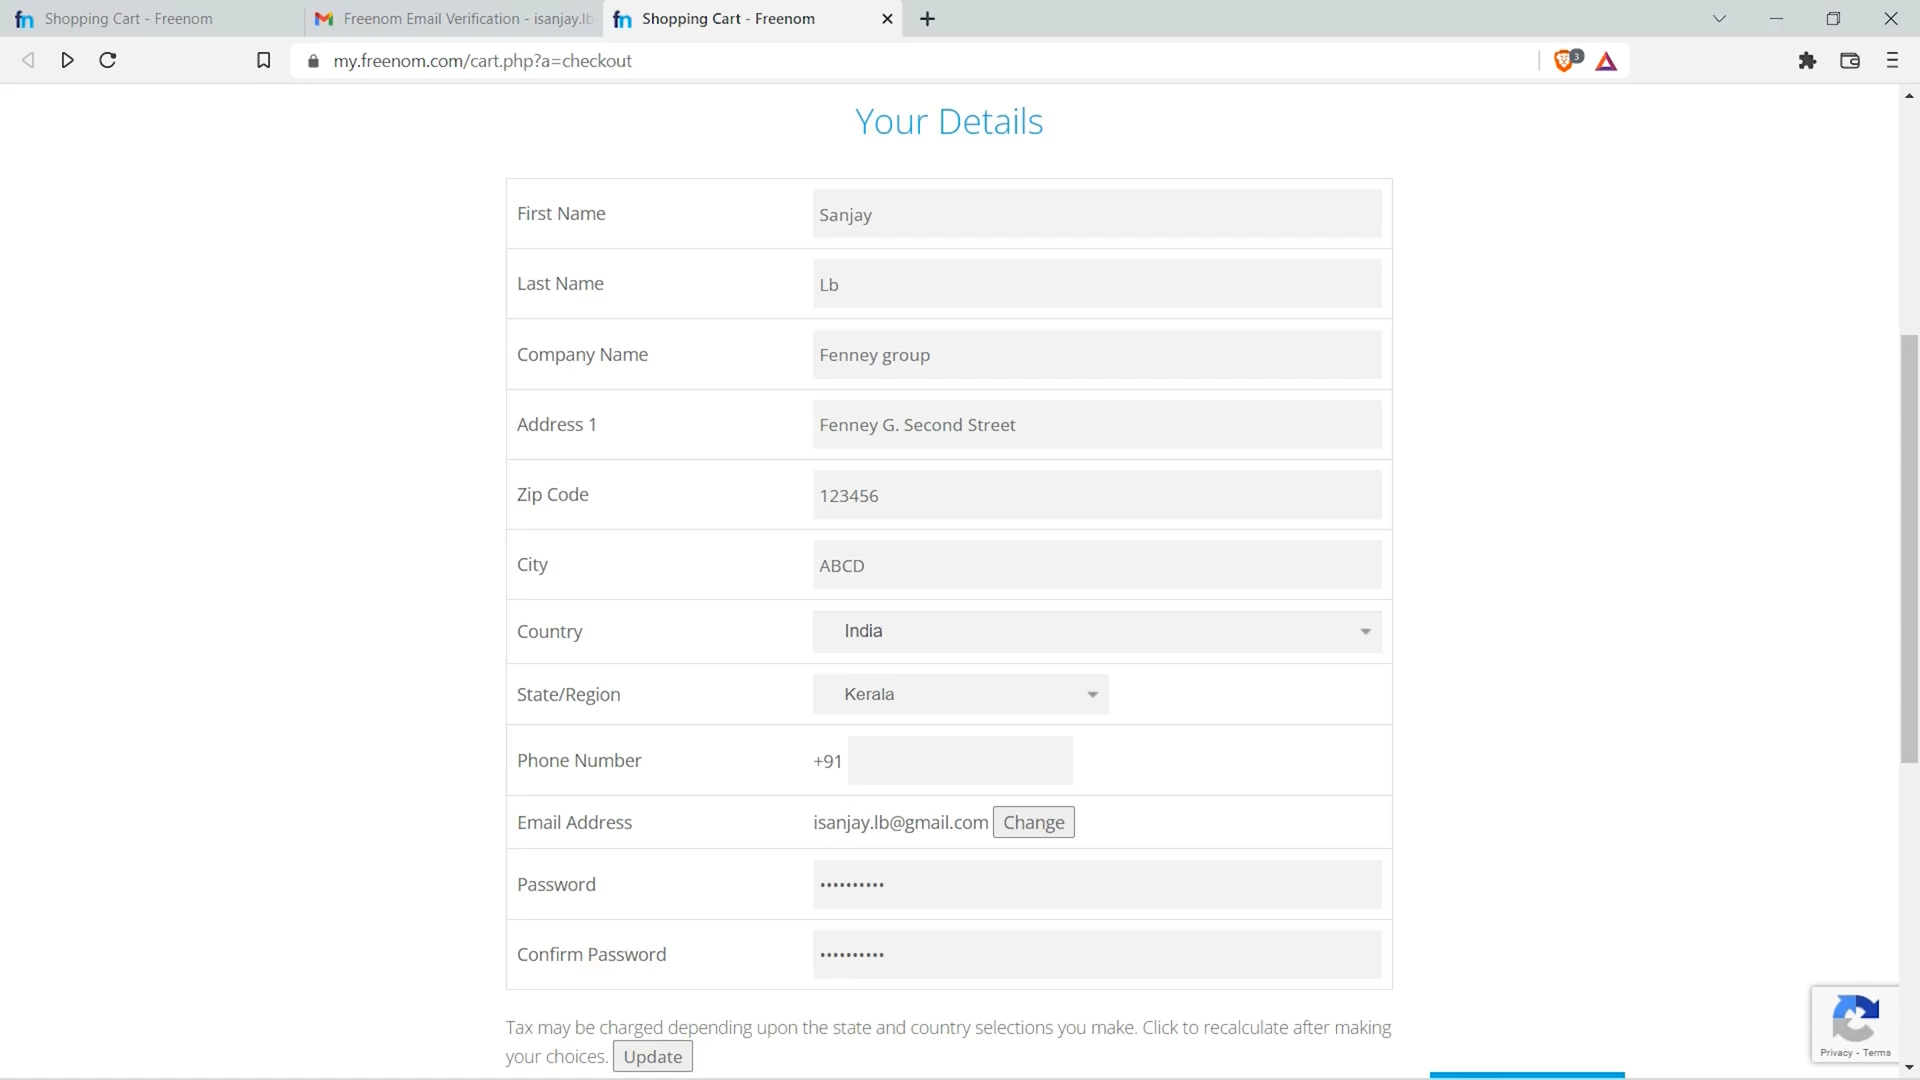 fn Shopping Cart - Freenom
Freenom Email Verification - isanjay.lb
fn Shopping Cart - Freenom
my.freenom.com/cart.php?a=checkout
3
Your Details
First Name
Sanjay
Last Name
Lb
Company Name
Fenney group
Address 1
Fenney G. Second Street
Zip Code
123456
City
ABCD
Country
India
State/Region
Kerala
Phone Number
+91
Email Address
isanjay.lb@gmail.com Change
Password
••••••••••
Confirm Password
••••••••••
Tax may be charged depending upon the state and country selections you make. Click to recalculate after making
your choices. Update
Privacy - Terms